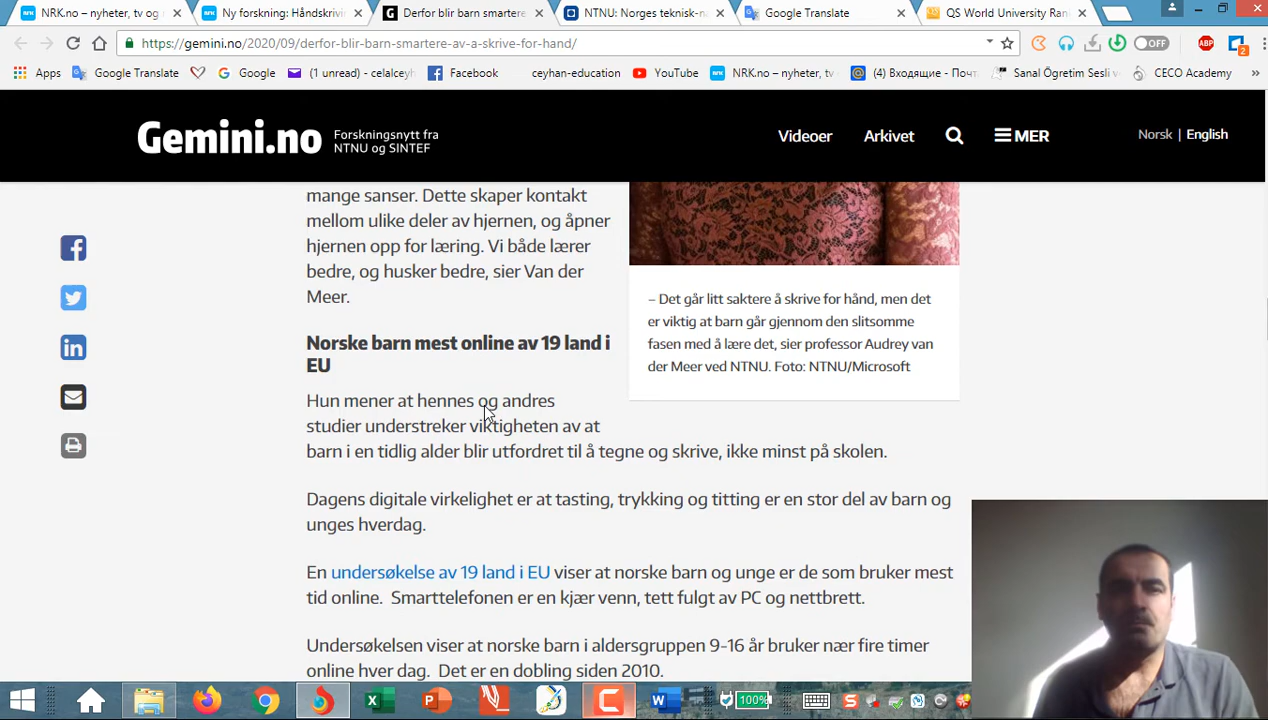 NRK.no – nyheter, tv og
Ny forskning: Håndskrivin
Derfor blir barn smartere
NTNU: Norges teknisk-n
Google Translate
QS World University Ran
https://gemini.no/2020/09/derfor-blir-barn-smartere-av-a-skrive-for-hand/
OFF
ABP
2
Apps
Google Translate
Google
(1 unread) - celalcey
Facebook
ceyhan-education
YouTube
NRK.no – nyheter, tv
(4) Входящие - Почт
Sanal Ögretim Sesli
CECO Academy
»
Gemini.no
Forskningsnytt fra
NTNU og SINTEF
Videoer
Arkivet
MER
Norsk | English
mange sanser. Dette skaper kontakt
mellom ulike deler av hjernen, og åpner
hjernen opp for læring. Vi både lærer
bedre, og husker bedre, sier Van der
Meer.
– Det går litt saktere å skrive for hånd, men det
er viktig at barn går gjennom den slitsomme
fasen med å lære det, sier professor Audrey van
der Meer ved NTNU. Foto: NTNU/Microsoft
Norske barn mest online av 19 land i
EU
Hun mener at hennes og andres
studier understreker viktigheten av at
barn i en tidlig alder blir utfordret til å tegne og skrive, ikke minst på skolen.
Dagens digitale virkelighet er at tasting, trykking og titting er en stor del av barn og
unges hverdag.
En undersøkelse av 19 land i EU viser at norske barn og unge er de som bruker mest
tid online. Smarttelefonen er en kjær venn, tett fulgt av PC og nettbrett.
Undersøkelsen viser at norske barn i aldersgruppen 9-16 år bruker nær fire timer
online hver dag. Det er en dobling siden 2010.
100%